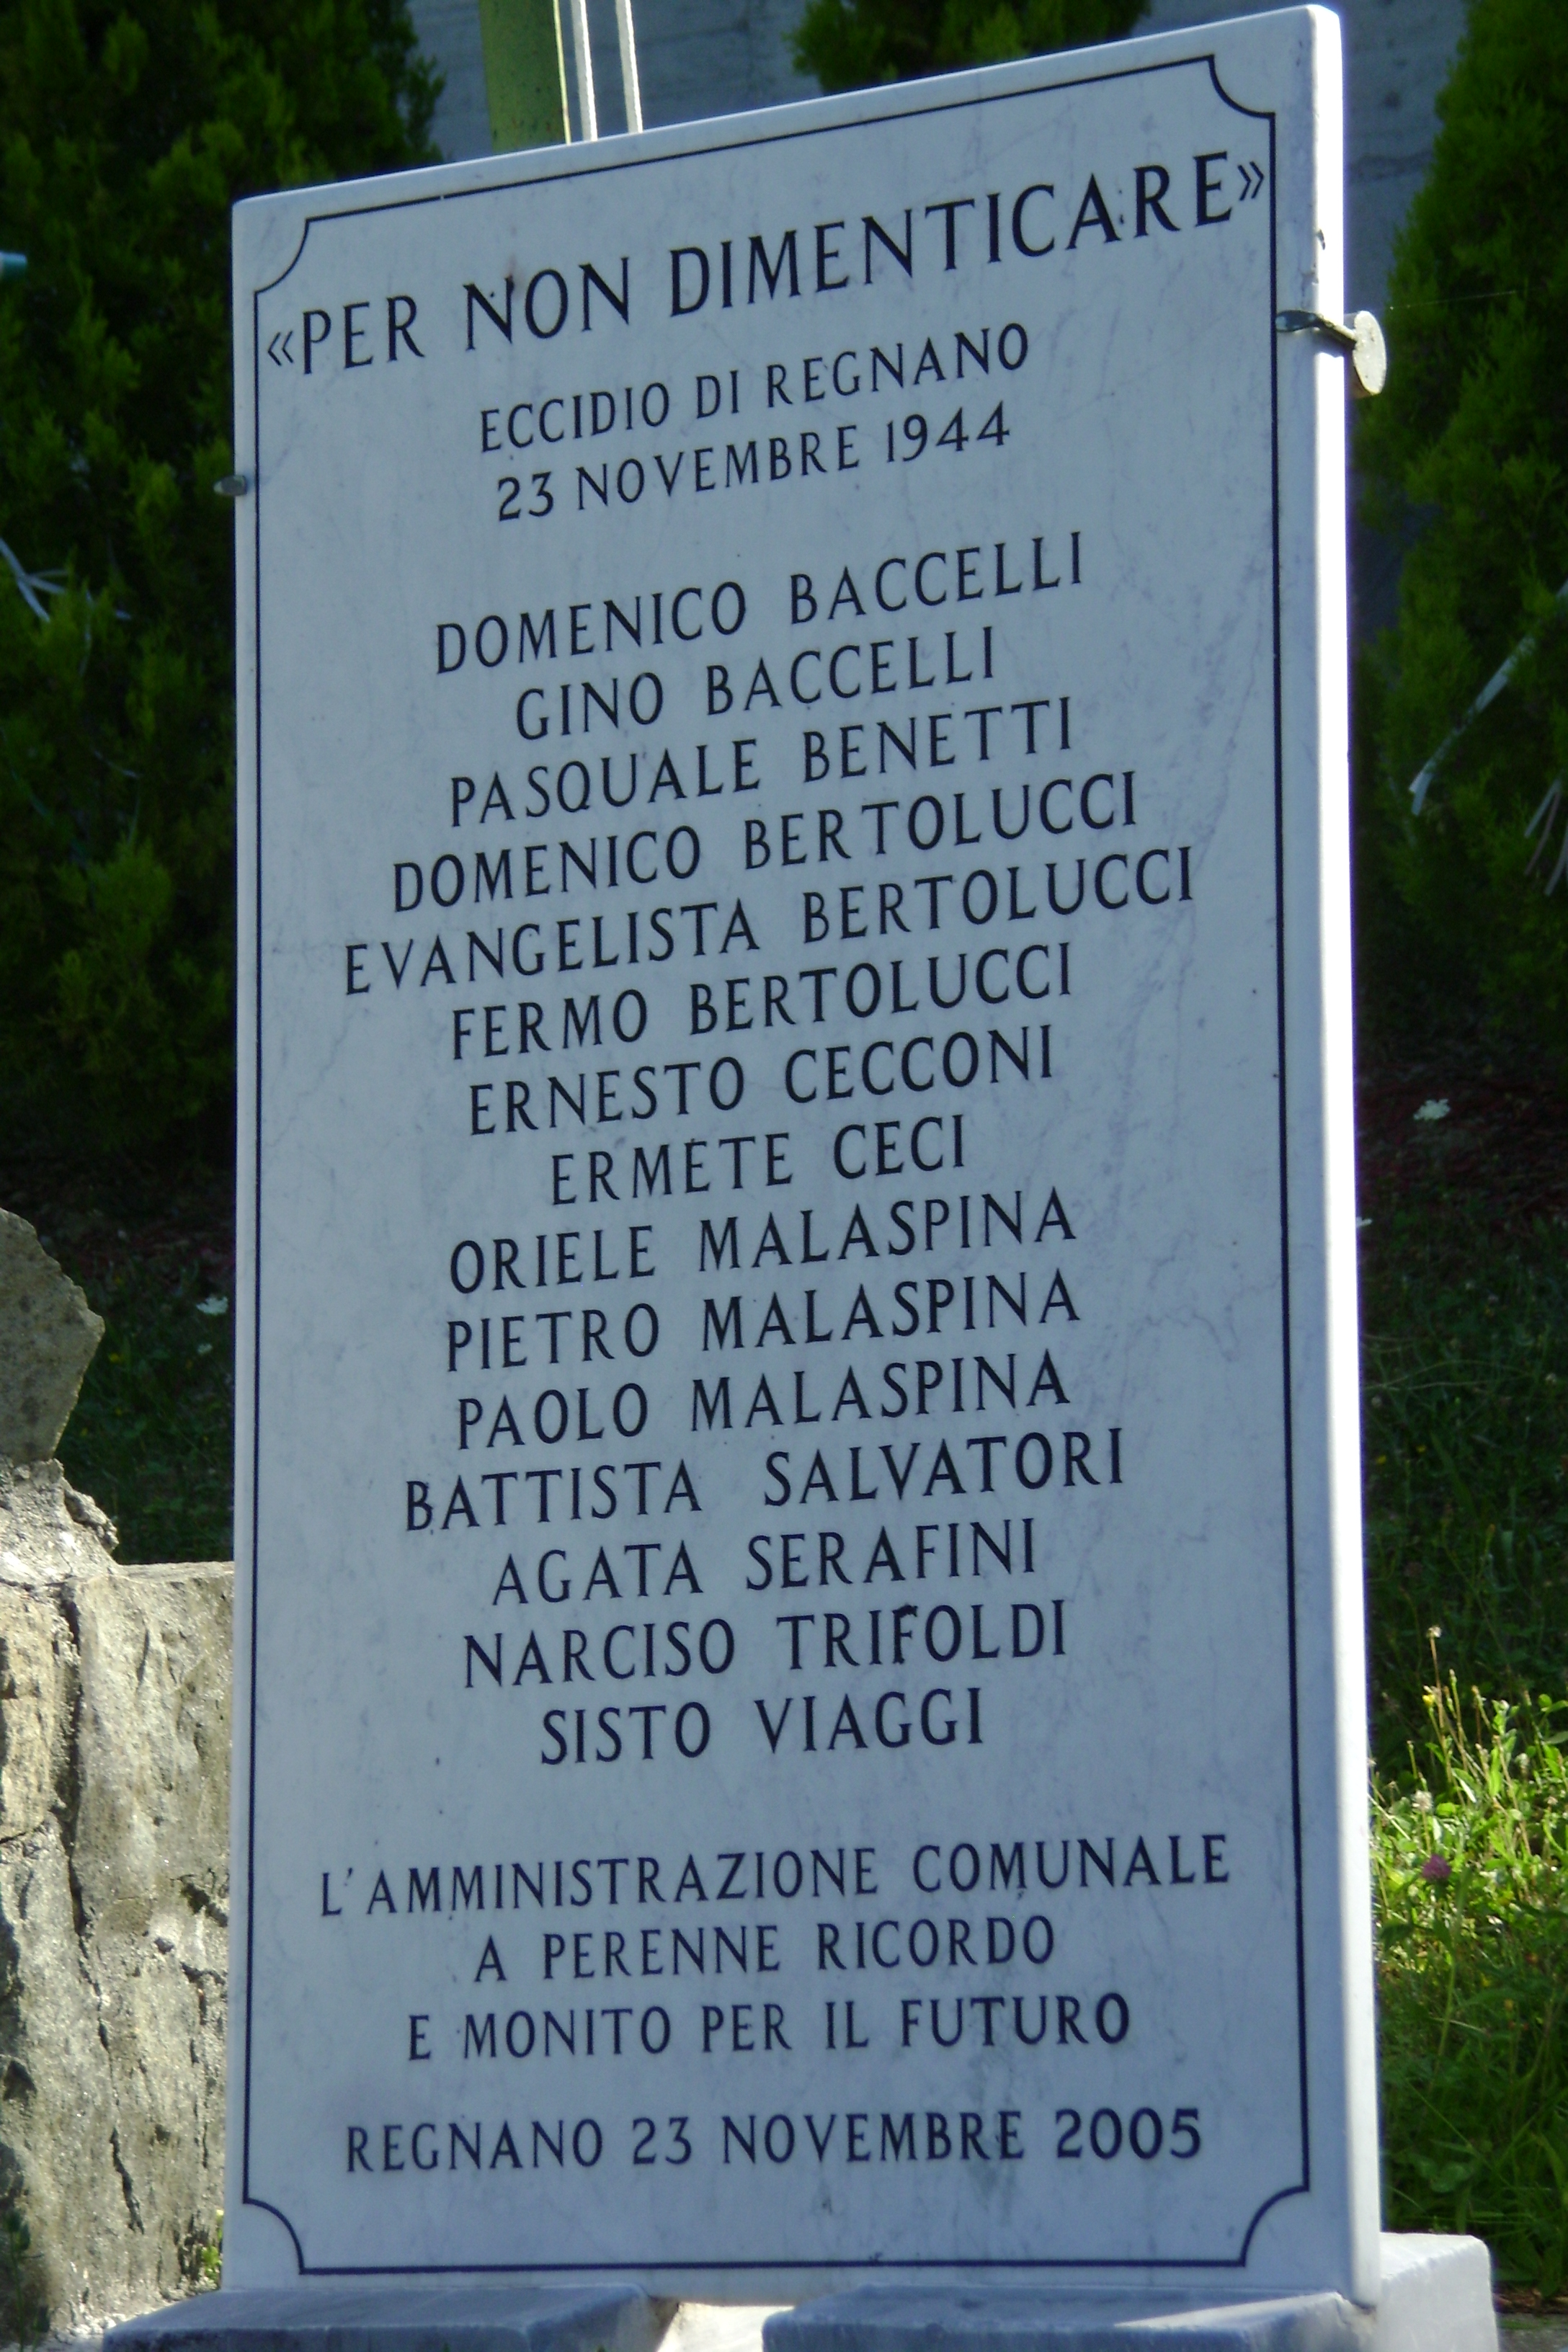 «PER NON DIMENTICARE»
ECCIDIO DI REGNANO
23 NOVEMBRE 1944
DOMENICO BACCELLI
GINO BACCELLI
PASQUALE BENETTI
DOMENICO BERTOLUCCI
EVANGELISTA BERTOLUCCI
FERMO BERTOLUCCI
ERNESTO CECCONI
ERMETE CECI
ORIELE MALASPINA
PIETRO MALASPINA
PAOLO MALASPINA
BATTISTA SALVATORI
AGATA SERAFINI
NARCISO TRIFOLDI
SISTO VIAGGI
L'AMMINISTRAZIONE COMUNALE
A PERENNE RICORDO
E MONITO PER IL FUTURO
REGNANO 23 NOVEMBRE 2005